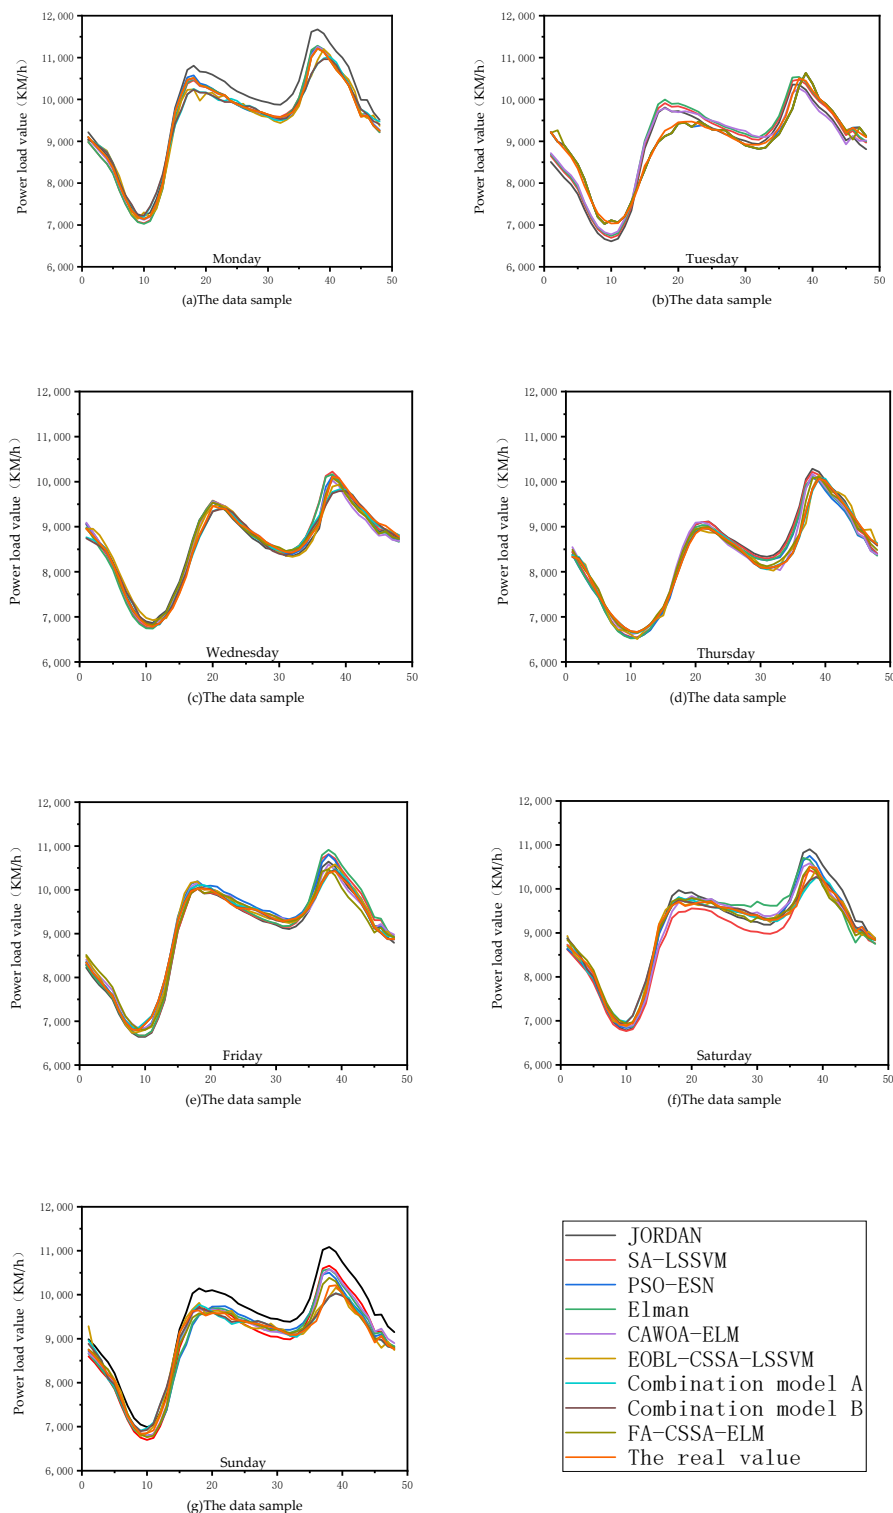 12,000
11,000
10,000
9,000
8,000
7,000
6,000
Power load value（KM/h）
Monday
0 10 20 30 40 50
(a)The data sample
12,000
11,000
10,000
9,000
8,000
7,000
6,000
Power load value（KM/h）
Tuesday
0 10 20 30 40 50
(b)The data sample
12,000
11,000
10,000
9,000
8,000
7,000
6,000
Power load value（KM/h）
Wednesday
0 10 20 30 40 50
(c)The data sample
12,000
11,000
10,000
9,000
8,000
7,000
6,000
Power load value（KM/h）
Thursday
0 10 20 30 40 50
(d)The data sample
12,000
11,000
10,000
9,000
8,000
7,000
6,000
Power load value（KM/h）
Friday
0 10 20 30 40 50
(e)The data sample
12,000
11,000
10,000
9,000
8,000
7,000
6,000
Power load value（KM/h）
Saturday
0 10 20 30 40 50
(f)The data sample
12,000
11,000
10,000
9,000
8,000
7,000
6,000
Power load value（KM/h）
Sunday
0 10 20 30 40 50
(g)The data sample
JORDAN
SA-LSSVM
PSO-ESN
Elman
CAWOA-ELM
EOBL-CSSA-LSSVM
Combination model A
Combination model B
FA-CSSA-ELM
The real value